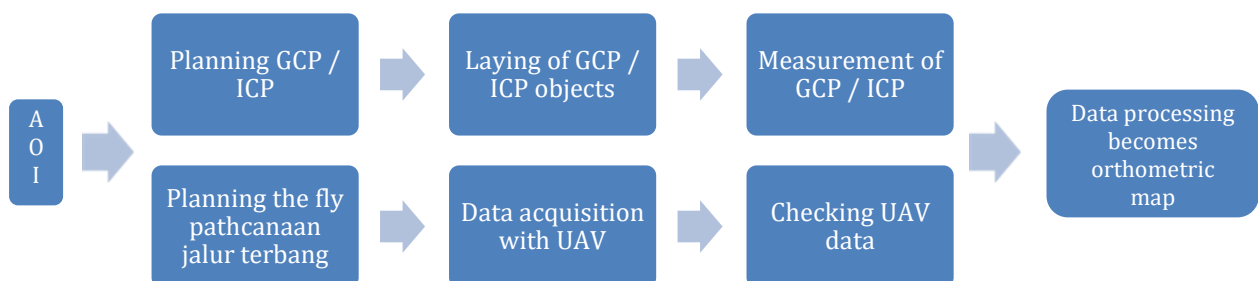 A
O
I
Planning GCP /
ICP
Laying of GCP /
ICP objects
Measurement of
GCP / ICP
Planning the fly
pathcanaan
jalur terbang
Data acquisition
with UAV
Checking UAV
data
Data processing
becomes
orthometric
map